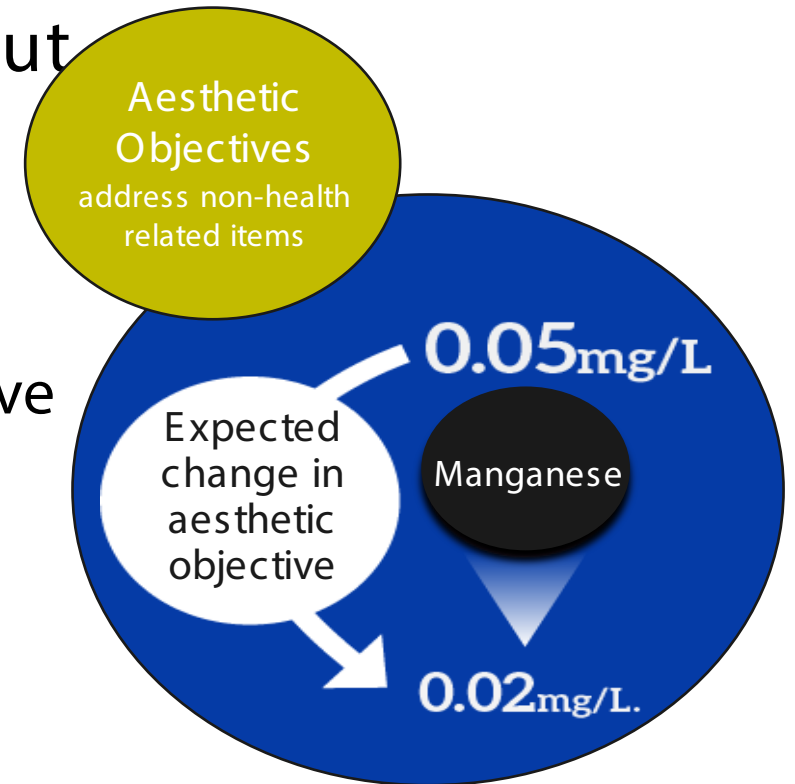 ut
Aesthetic
Objectives
address non-health
related items
0.05mg/L
ve
Expected
change in
aesthetic
objective
Manganese
0.02mg/L.